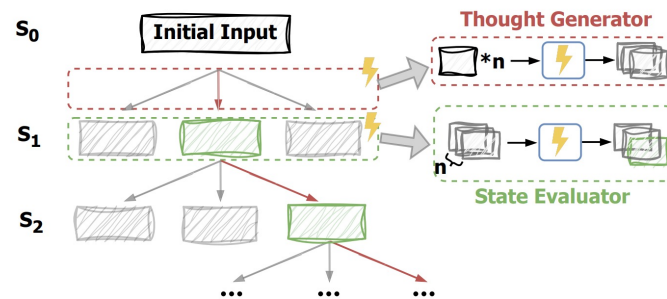 S0
Initial Input
Thought Generator
*n
S1
n
State Evaluator
S2
... ... ...